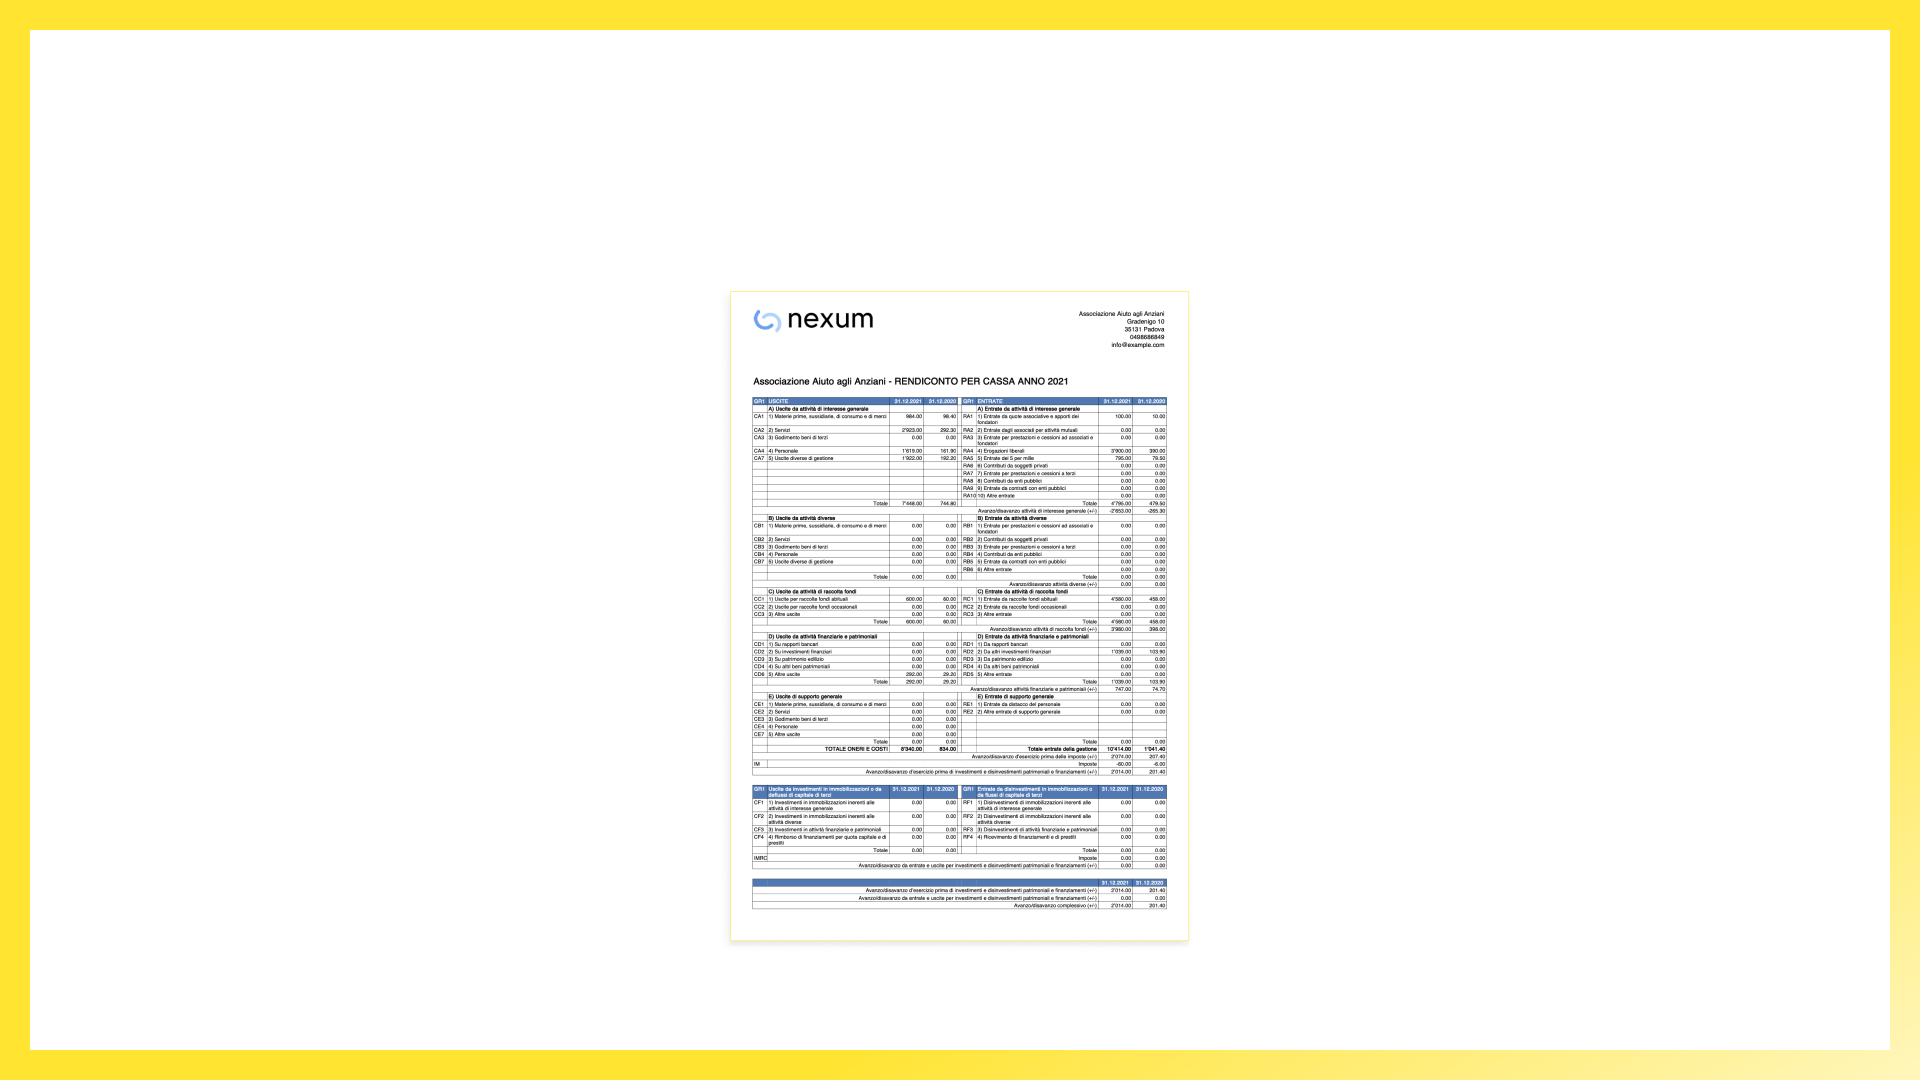 nexum
Associazione Aiuto agli Anziani
Gradenigo 10
35131 Padova
0498686849
info@example.com
Associazione Aiuto agli Anziani - RENDICONTO PER CASSA ANNO 2021
GR1 USCITE 31.12.2021 31.12.2020 GR1 ENTRATE 31.12.2021 31.12.2020
A) Uscite da attività di interesse generale A) Entrate da attività di interesse generale
CA1 1) Materie prime, sussidiarie, di consumo e di merci 984.00 98.40 RA1 1) Entrate da quote associative e apporti dei 100.00 10.00
fondatori
CA2 2) Servizi 2'923.00 292.30 RA2 2) Entrate dagli associati per attività mutuali 0.00 0.00
CA3 3) Godimento beni di terzi 0.00 0.00 RA3 3) Entrate per prestazioni e cessioni ad associati e 0.00 0.00
fondatori
CA4 4) Personale 1'619.00 161.90 RA4 4) Erogazioni liberali 3'900.00 390.00
CA7 5) Uscite diverse di gestione 1'922.00 192.20 RA5 5) Entrate del 5 per mille 795.00 79.50
RA6 6) Contributi da soggetti privati 0.00 0.00
RA7 7) Entrate per prestazioni e cessioni a terzi 0.00 0.00
RA8 8) Contributi da enti pubblici 0.00 0.00
RA9 9) Entrate da contratti con enti pubblici 0.00 0.00
RA10 10) Altre entrate 0.00 0.00
Totale 7'448.00 744.80 Totale 4'795.00 479.50
Avanzo/disavanzo attività di interesse generale (+/-) -2'653.00 -265.30
B) Uscite da attività diverse B) Entrate da attività diverse
CB1 1) Materie prime, sussidiarie, di consumo e di merci 0.00 0.00 RB1 1) Entrate per prestazioni e cessioni ad associati e 0.00 0.00
fondatori
CB2 2) Servizi 0.00 0.00 RB2 2) Contributi da soggetti privati 0.00 0.00
CB3 3) Godimento beni di terzi 0.00 0.00 RB3 3) Entrate per prestazioni e cessioni a terzi 0.00 0.00
CB4 4) Personale 0.00 0.00 RB4 4) Contributi da enti pubblici 0.00 0.00
CB7 5) Uscite diverse di gestione 0.00 0.00 RB5 5) Entrate da contratti con enti pubblici 0.00 0.00
RB6 6) Altre entrate 0.00 0.00
Totale 0.00 0.00 Totale 0.00 0.00
Avanzo/disavanzo attività diverse (+/-) 0.00 0.00
C) Uscite da attività di raccolta fondi C) Entrate da attività di raccolta fondi
CC1 1) Uscite per raccolte fondi abituali 600.00 60.00 RC1 1) Entrate da raccolte fondi abituali 4'580.00 458.00
CC2 2) Uscite per raccolte fondi occasionali 0.00 0.00 RC2 2) Entrate da raccolte fondi occasionali 0.00 0.00
CC3 3) Altre uscite 0.00 0.00 RC3 3) Altre entrate 0.00 0.00
Totale 600.00 60.00 Totale 4'580.00 458.00
Avanzo/disavanzo attività di raccolta fondi (+/-) 3'980.00 398.00
D) Uscite da attività finanziarie e patrimoniali D) Entrate da attività finanziarie e patrimoniali
CD1 1) Su rapporti bancari 0.00 0.00 RD1 1) Da rapporti bancari 0.00 0.00
CD2 2) Su investimenti finanziari 0.00 0.00 RD2 2) Da altri investimenti finanziari 1'039.00 103.90
CD3 3) Su patrimonio edilizio 0.00 0.00 RD3 3) Da patrimonio edilizio 0.00 0.00
CD4 4) Su altri beni patrimoniali 0.00 0.00 RD4 4) Da altri beni patrimoniali 0.00 0.00
CD6 5) Altre uscite 292.00 29.20 RD5 5) Altre entrate 0.00 0.00
Totale 292.00 29.20 Totale 1'039.00 103.90
Avanzo/disavanzo attività finanziarie e patrimoniali (+/-) 747.00 74.70
E) Uscite di supporto generale E) Entrate di supporto generale
CE1 1) Materie prime, sussidiarie, di consumo e di merci 0.00 0.00 RE1 1) Entrate da distacco del personale 0.00 0.00
CE2 2) Servizi 0.00 0.00 RE2 2) Altre entrate di supporto generale 0.00 0.00
CE3 3) Godimento beni di terzi 0.00 0.00
CE4 4) Personale 0.00 0.00
CE7 5) Altre uscite 0.00 0.00
Totale 0.00 0.00 Totale 0.00 0.00
TOTALE ONERI E COSTI 8'340.00 834.00 Totale entrate della gestione 10'414.00 1'041.40
Avanzo/disavanzo d'esercizio prima delle imposte (+/-) 2'074.00 207.40
IM Imposte -60.00 -6.00
Avanzo/disavanzo d'esercizio prima di investimenti e disinvestimenti patrimoniali e finanziamenti (+/-) 2'014.00 201.40
GR1 Uscite da investimenti in immobilizzazioni o da 31.12.2021 31.12.2020 GR1 Entrate da disinvestimenti in immobilizzazioni o 31.12.2021 31.12.2020
deflussi di capitale di terzi da flussi di capitale di terzi
CF1 1) Investimenti in immobilizzazioni inerenti alle 0.00 0.00 RF1 1) Disinvestimenti di immobilizzazioni inerenti alle 0.00 0.00
attività di interesse generale attività di interesse generale
CF2 2) Investimenti in immobilizzazioni inerenti alle 0.00 0.00 RF2 2) Disinvestimenti di immobilizzazioni inerenti alle 0.00 0.00
attività diverse attività diverse
CF3 3) Investimenti in attività finanziarie e patrimoniali 0.00 0.00 RF3 3) Disinvestimenti di attività finanziarie e patrimoniali 0.00 0.00
CF4 4) Rimborso di finanziamenti per quota capitale e di 0.00 0.00 RF4 4) Ricevimento di finanziamenti e di prestiti 0.00 0.00
prestiti
Totale 0.00 0.00 Totale 0.00 0.00
IMRC Imposte 0.00 0.00
Avanzo/disavanzo da entrate e uscite per investimenti e disinvestimenti patrimoniali e finanziamenti (+/-) 0.00 0.00
31.12.2021 31.12.2020
Avanzo/disavanzo d'esercizio prima di investimenti e disinvestimenti patrimoniali e finanziamenti (+/-) 2'014.00 201.40
Avanzo/disavanzo da entrate e uscite per investimenti e disinvestimenti patrimoniali e finanziamenti (+/-) 0.00 0.00
Avanzo/disavanzo complessivo (+/-) 2'014.00 201.40